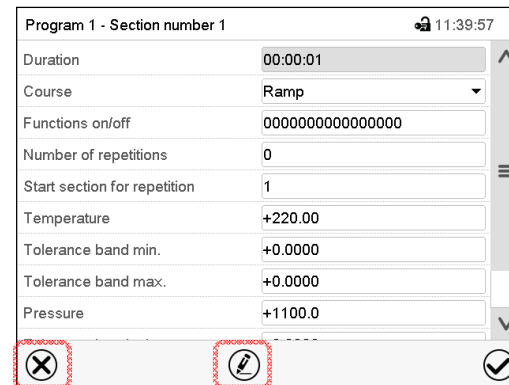 Program 1 - Section number 1 11:39:57
Duration 00:00:01
Course Ramp
Functions on/off 0000000000000000
Number of repetitions 0
Start section for repetition 1
Temperature +220.00
Tolerance band min. +0.0000
Tolerance band max. +0.0000
Pressure +1100.0